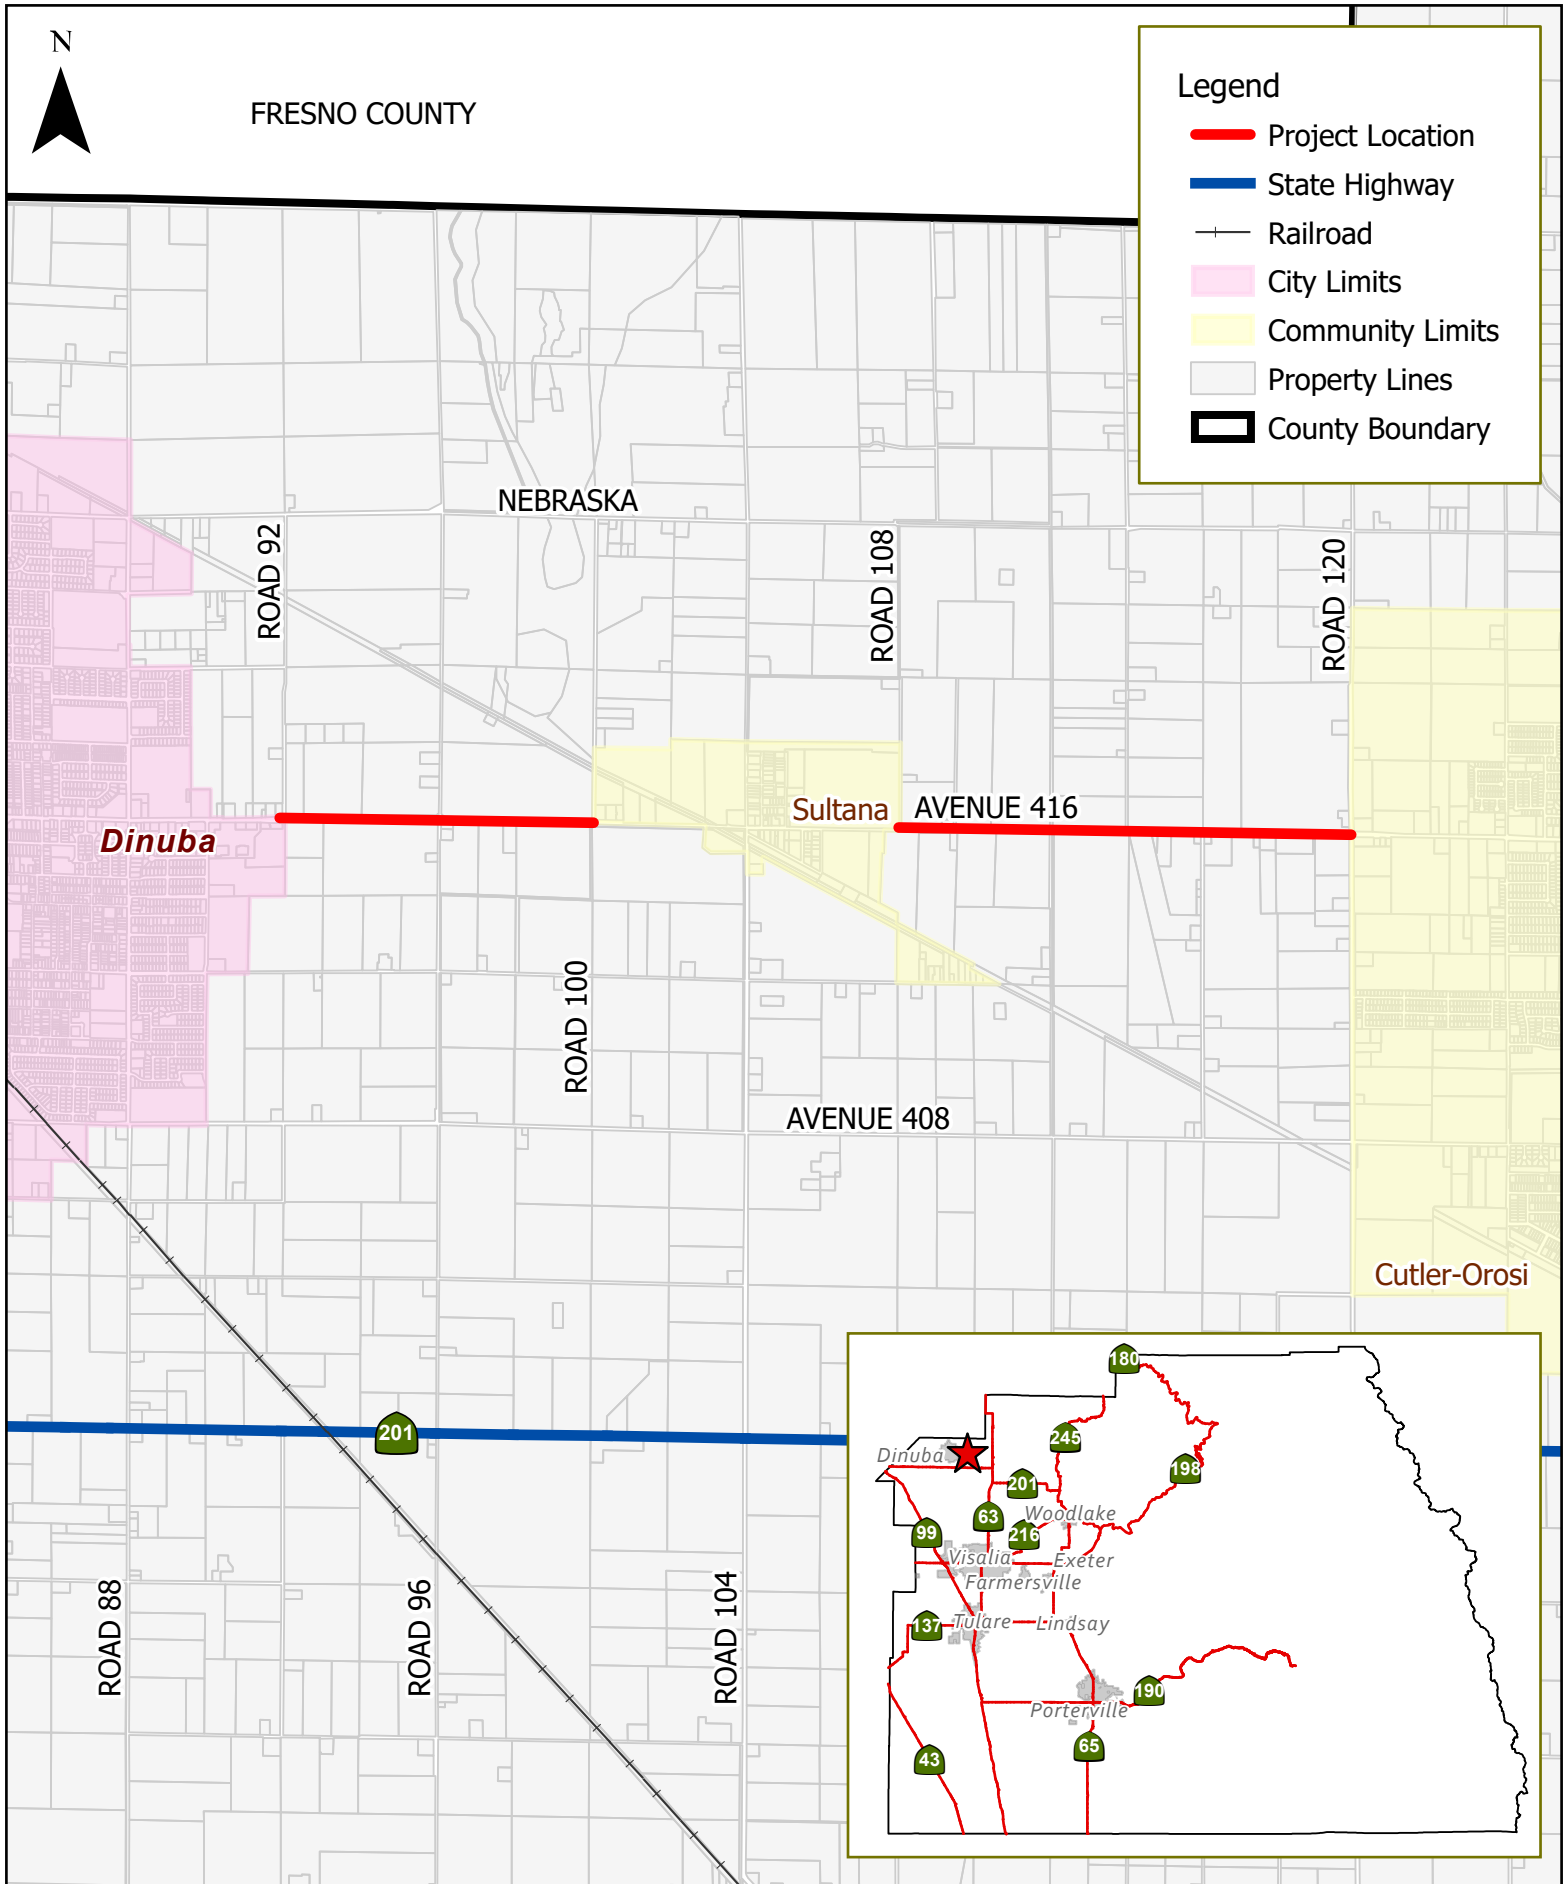 N
FRESNO COUNTY
Legend
Project Location
State Highway
Railroad
City Limits
Community Limits
Property Lines
County Boundary
NEBRASKA
ROAD 92
ROAD 108
ROAD 120
Sultana
AVENUE 416
Dinuba
ROAD 100
AVENUE 408
Cutler-Orosi
201
ROAD 88
ROAD 96
ROAD 104
180
245
Dinuba
198
201
63
Woodlake
99
216
Visalia
Exeter
Farmersville
137
Tulare
Lindsay
190
Porterville
65
43